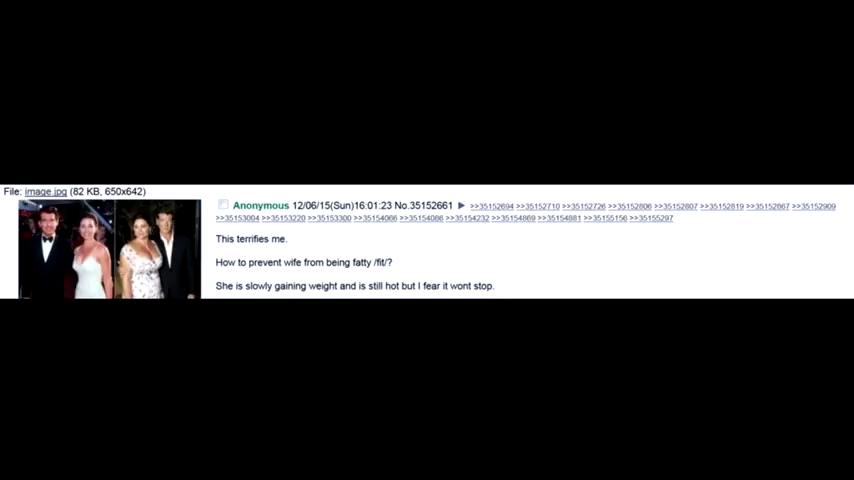 File: image.jpg (82 KB, 650x642)
Anonymous 12/06/15(Sun)16:01:23 No.35152661 ▶ >>35152694 >>35152710 >>35152726 >>35152806 >>35152807 >>35152819 >>35152867 >>35152909
>>35153004 >>35153220 >>35153300 >>35154066 >>35154086 >>35154232 >>35154869 >>35154881 >>35155156 >>35155297
This terrifies me.
How to prevent wife from being fatty /fit/?
She is slowly gaining weight and is still hot but I fear it wont stop.